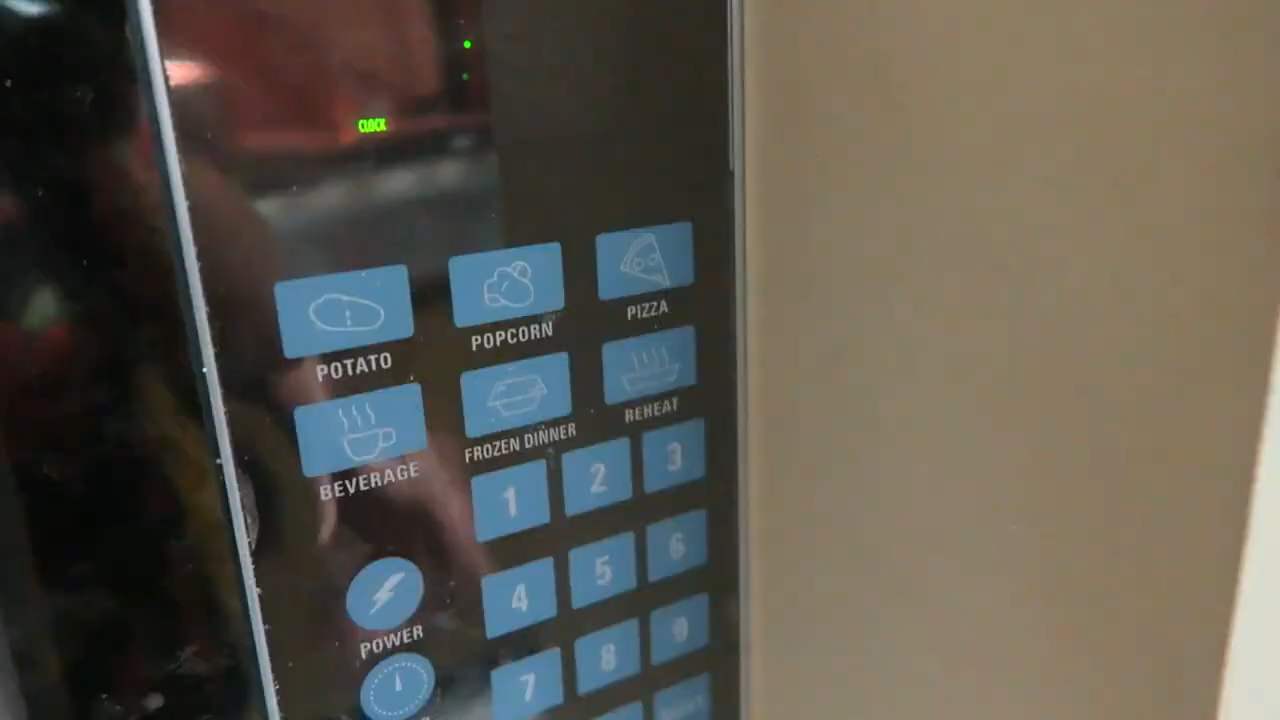 CLOCK
POTATO
POPCORN
PIZZA
BEVERAGE
FROZEN DINNER
REHEAT
1
2
3
4
5
6
POWER
7
8
9